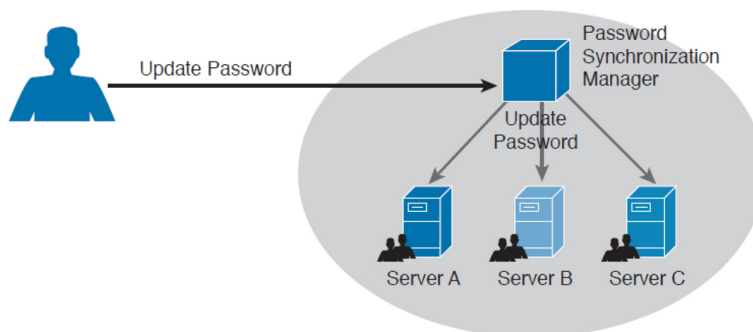 Update Password
Password
Synchronization
Manager
Update
Password
Server A
Server B
Server C